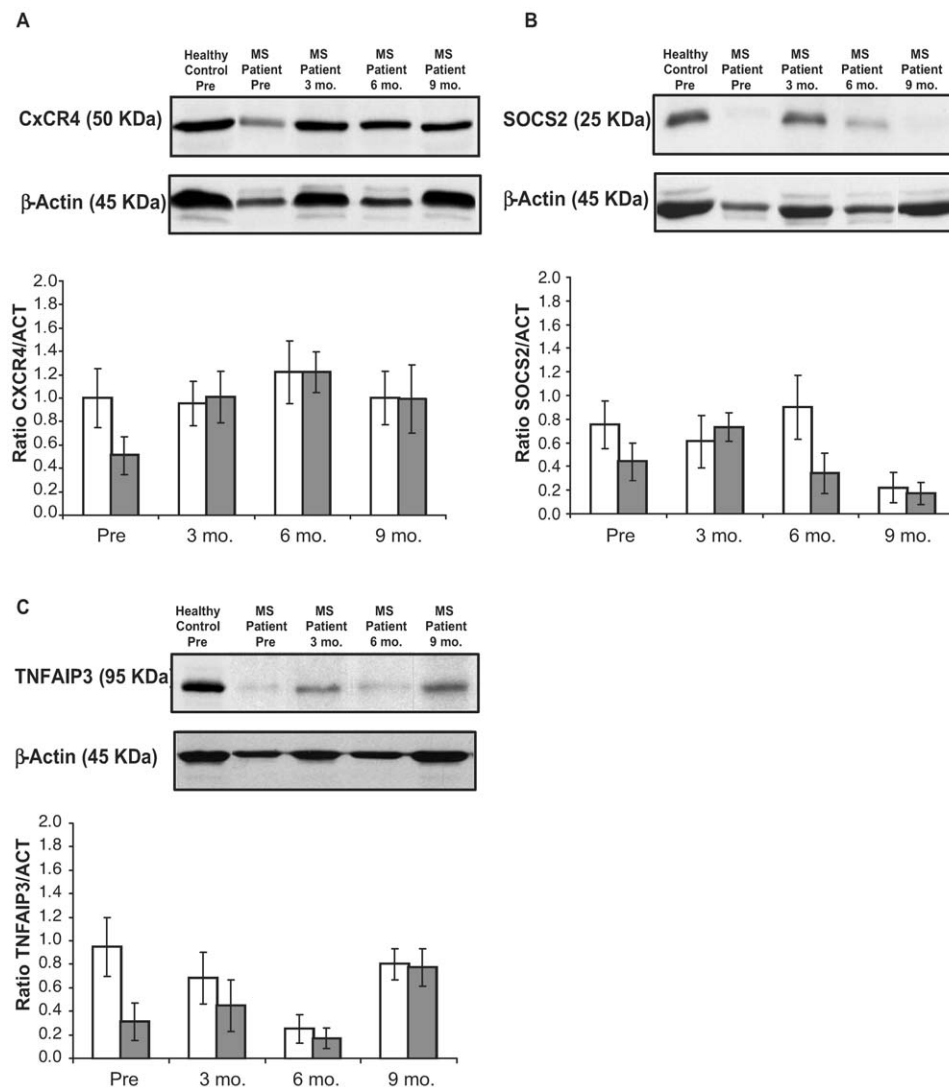 A
Healthy
Control
Pre
MS
Patient
Pre
MS
Patient
3 mo.
MS
Patient
6 mo.
MS
Patient
9 mo.
CxCR4 (50 KDa)
β-Actin (45 KDa)
Ratio CXCR4/ACT
2.0
1.8
1.6
1.4
1.2
1.0
0.8
0.6
0.4
0.2
0.0
Pre 3 mo. 6 mo. 9 mo.
B
Healthy
Control
Pre
MS
Patient
Pre
MS
Patient
3 mo.
MS
Patient
6 mo.
MS
Patient
9 mo.
SOCS2 (25 KDa)
β-Actin (45 KDa)
Ratio SOCS2/ACT
2.0
1.8
1.6
1.4
1.2
1.0
0.8
0.6
0.4
0.2
0.0
Pre 3 mo. 6 mo. 9 mo.
C
Healthy
Control
Pre
MS
Patient
Pre
MS
Patient
3 mo.
MS
Patient
6 mo.
MS
Patient
9 mo.
TNFAIP3 (95 KDa
β-Actin (45 KDa)
Ratio TNFAIP3/ACT
2.0
1.8
1.6
1.4
1.2
1.0
0.8
0.6
0.4
0.2
0.0
Pre 3 mo. 6 mo. 9 mo.